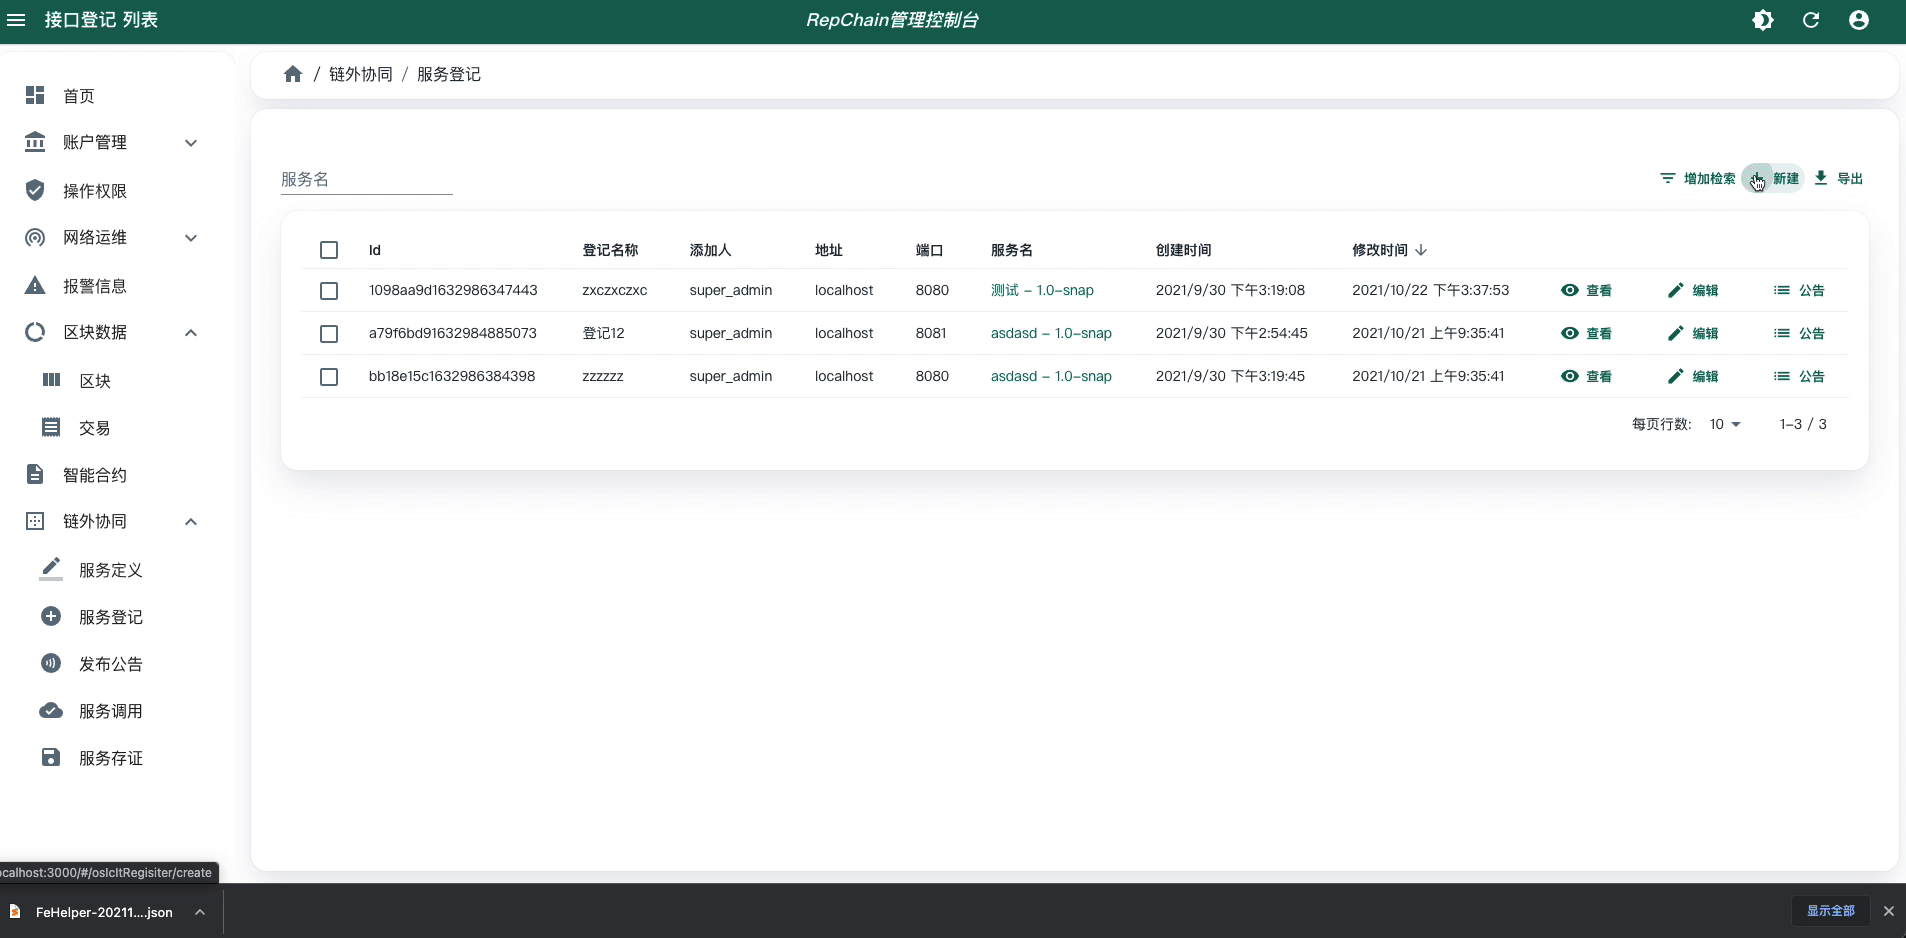 接口登记 列表
RepChain管理控制台
首页
账户管理
操作权限
网络运维
报警信息
区块数据
区块
交易
智能合约
链外协同
服务定义
服务登记
发布公告
服务调用
服务存证
/ 链外协同 / 服务登记
服务名
增加检索 新建 导出
Id 登记名称 添加人 地址 端口 服务名 创建时间 修改时间
1098aa9d1632986347443 zxczxczxc super_admin localhost 8080 测试 - 1.0-snap 2021/9/30 下午3:19:08 2021/10/22 下午3:37:53 查看 编辑 公告
a79f6bd91632984885073 登记12 super_admin localhost 8081 asdasd - 1.0-snap 2021/9/30 下午2:54:45 2021/10/21 上午9:35:41 查看 编辑 公告
bb18e15c1632986384398 zzzzzz super_admin localhost 8080 asdasd - 1.0-snap 2021/9/30 下午3:19:45 2021/10/21 上午9:35:41 查看 编辑 公告
每页行数: 10 1-3 / 3
ocalhost:3000/#/oslcltRegisiter/create
FeHelper-20211....json
显示全部